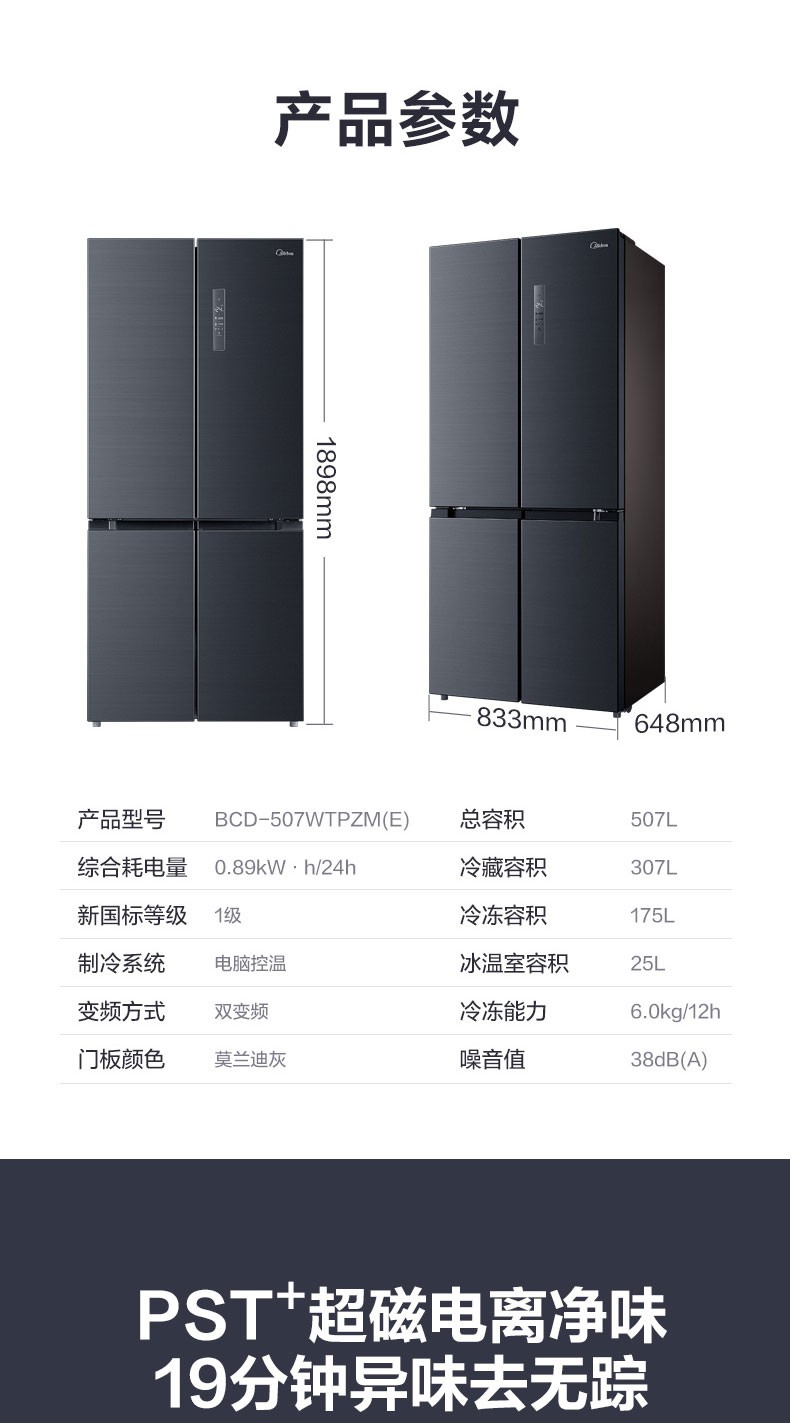 产品参数
Midea
Midea
1898mm
833mm
648mm
产品型号 BCD-507WTPZM(E) 总容积 507L
综合耗电量 0.89kW·h/24h 冷藏容积 307L
新国标等级 1级 冷冻容积 175L
制冷系统 电脑控温 冰温室容积 25L
变频方式 双变频 冷冻能力 6.0kg/12h
门板颜色 莫兰迪灰 噪音值 38dB(A)
PST⁺超磁电离净味
19分钟异味去无踪